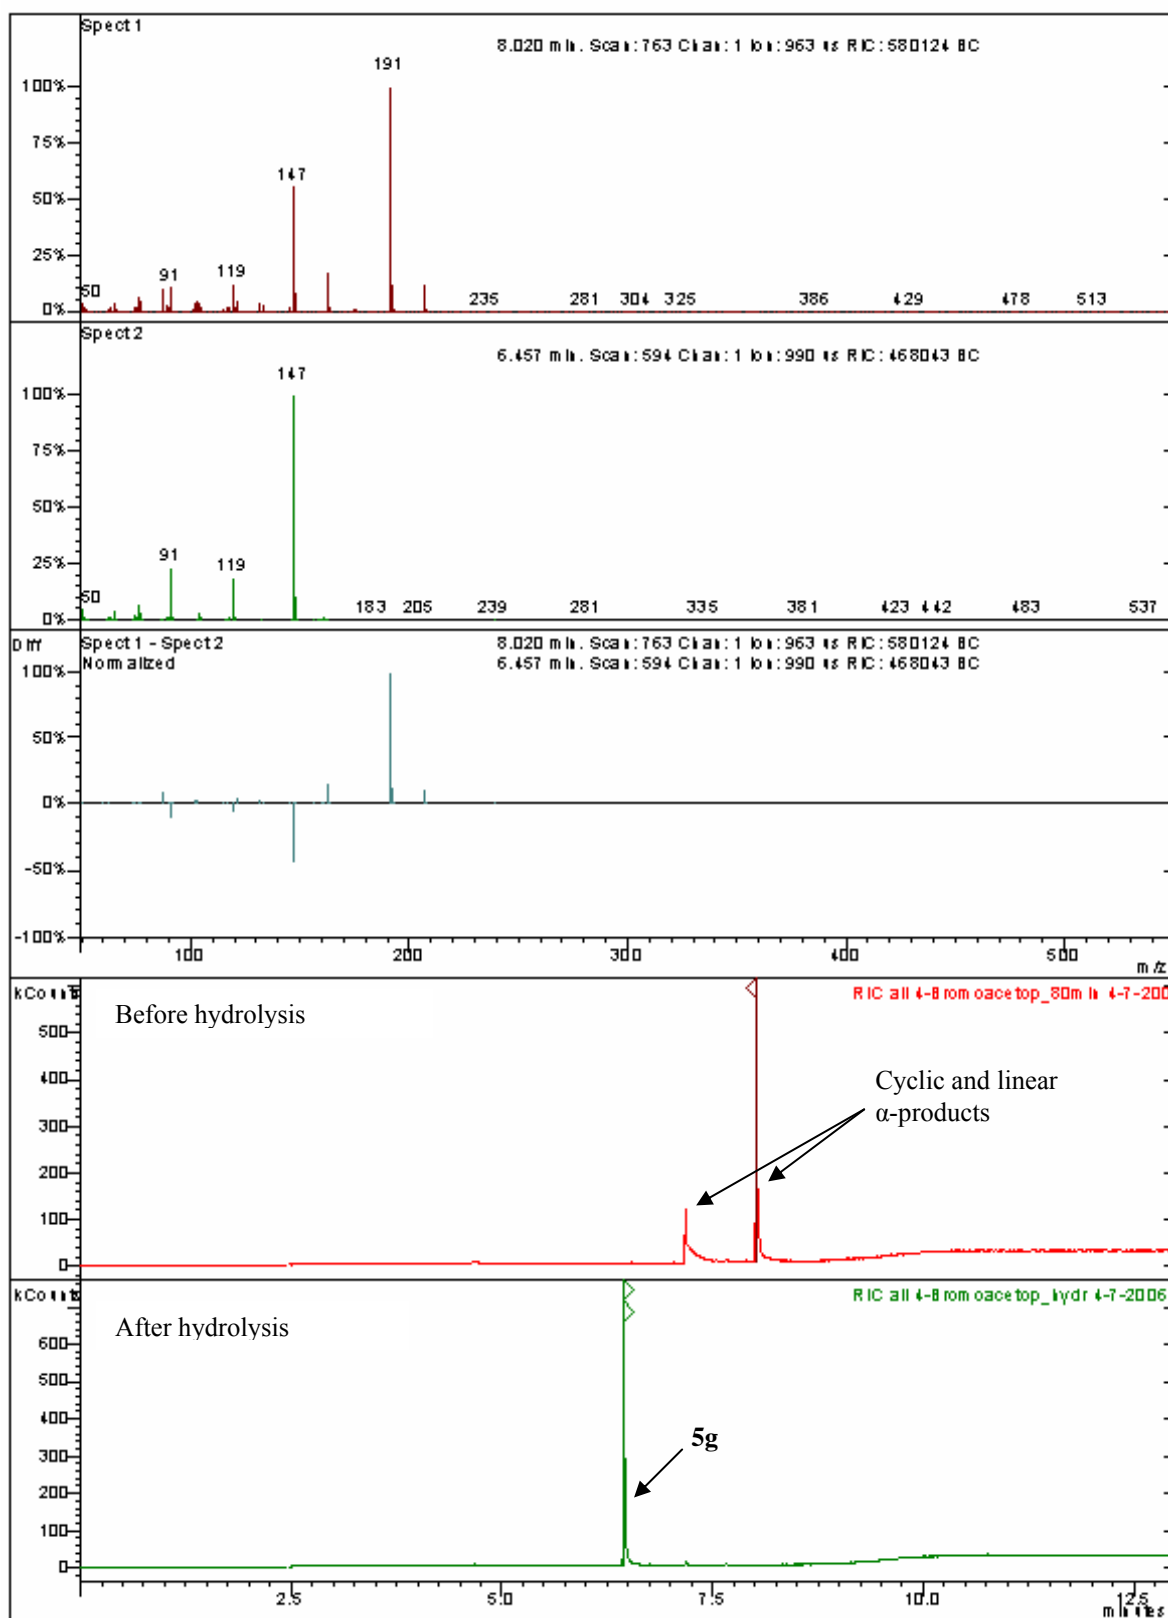 Spect 1
8.020 min. Scan: 763 Chan: 1 Ion: 963 us RIC: 580124 BC
191
100%
75%
147
50%
25%
91 119
50 235 281 304 325 386 429 478 513
0%
Spect 2
6.457 min. Scan: 594 Chan: 1 Ion: 990 us RIC: 468043 BC
147
100%
75%
50%
25%
91 119
50 183 205 239 281 335 381 423 442 483 537
0%
Diff Spect 1 - Spect 2 8.020 min. Scan: 763 Chan: 1 Ion: 963 us RIC: 580124 BC
Normalized 6.457 min. Scan: 594 Chan: 1 Ion: 990 us RIC: 468043 BC
100%
50%
0%
-50%
-100%
100 200 300 400 500
m/z
kCounts RIC all 4-Bromoacetop_80min 4-7-200
Before hydrolysis
500
400
Cyclic and linear
α-products
300
200
100
0
kCounts RIC all 4-Bromoacetop_hydr 4-7-2006
After hydrolysis
600
500
400
5g
300
200
100
0
2.5 5.0 7.5 10.0 12.5
minutes